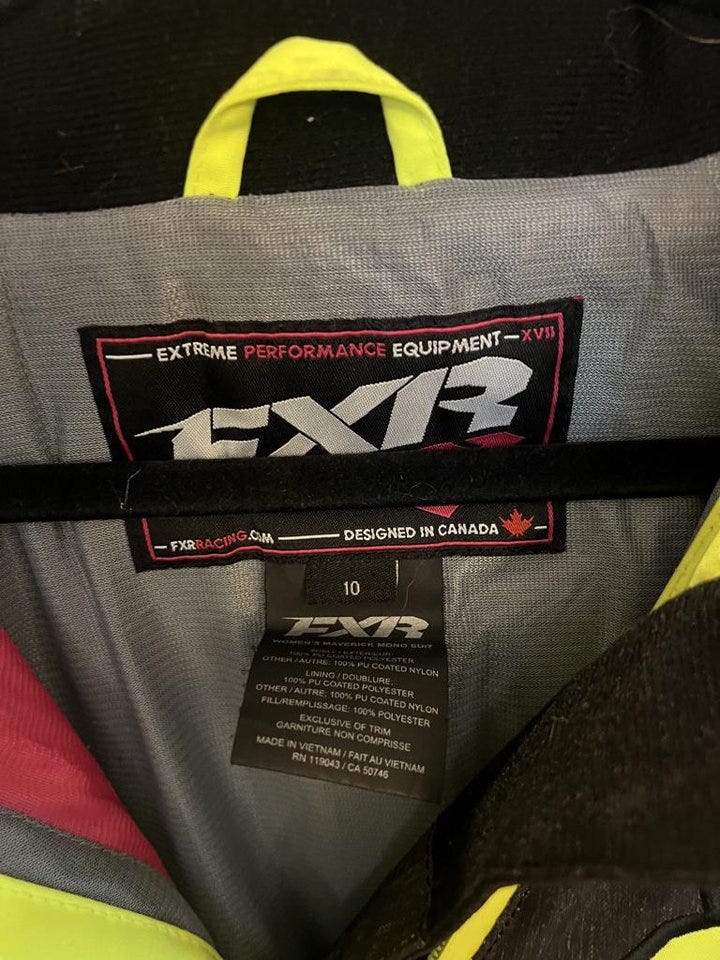 EXTREME PERFORMANCE EQUIPMENT XVII
FXR
FXRRACING.COM DESIGNED IN CANADA
10
FXR
WOMEN'S MAVERICK MONO SUIT
SHELL / EXTÉRIEUR
100% PU COATED POLYESTER
OTHER / AUTRE: 100% PU COATED NYLON
LINING / DOUBLURE
100% PU COATED POLYESTER
OTHER / AUTRE: 100% PU COATED NYLON
FILL/REMPLISSAGE: 100% POLYESTER
EXCLUSIVE OF TRIM
GARNITURE NON COMPRISSE
MADE IN VIETNAM / FAIT AU VIETNAM
RN 119043 / CA 50746